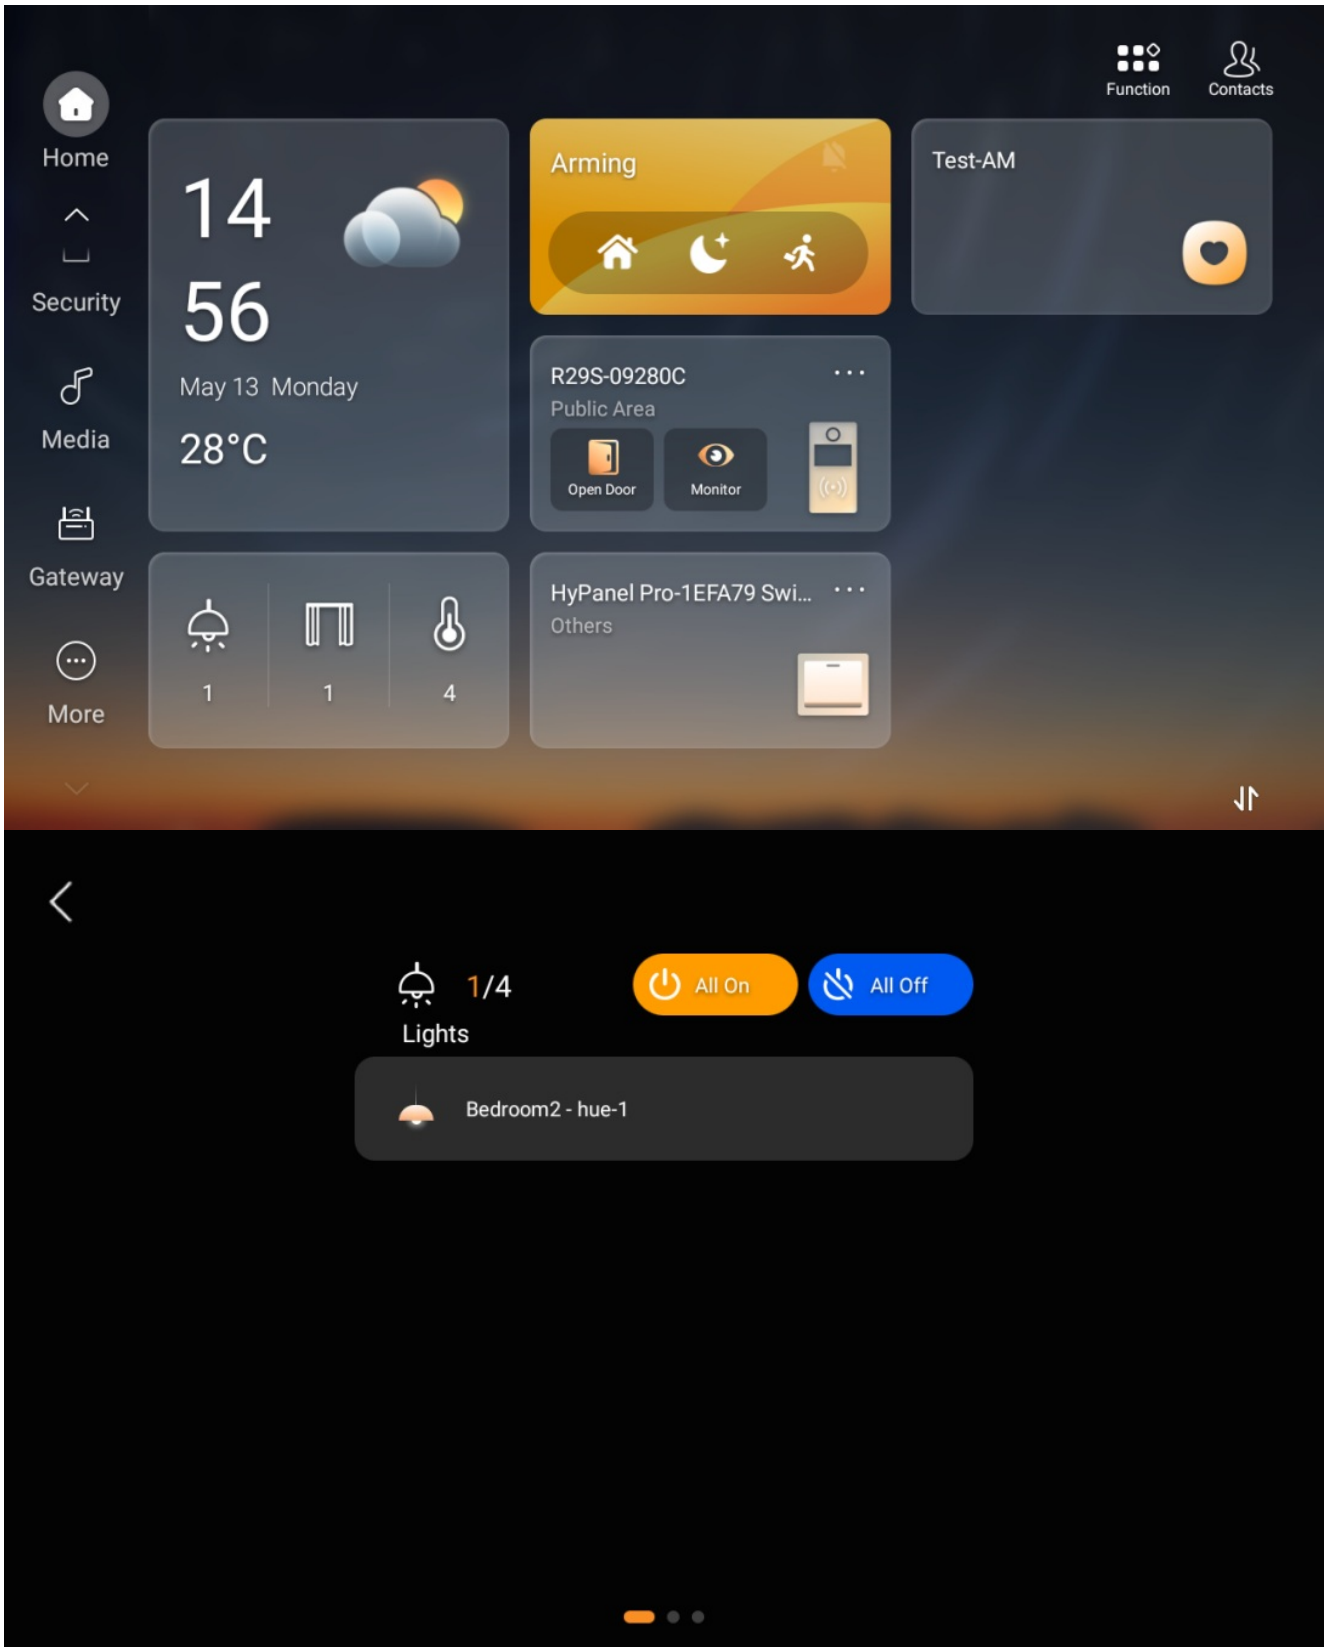 Function
Contacts
Home
Security
Media
Gateway
More
14
56
May 13 Monday
28°C
Arming
Test-AM
R29S-09280C
Public Area
Open Door
Monitor
1
1
4
HyPanel Pro-1EFA79 Swi...
Others
1/4
Lights
All On
All Off
Bedroom2 - hue-1